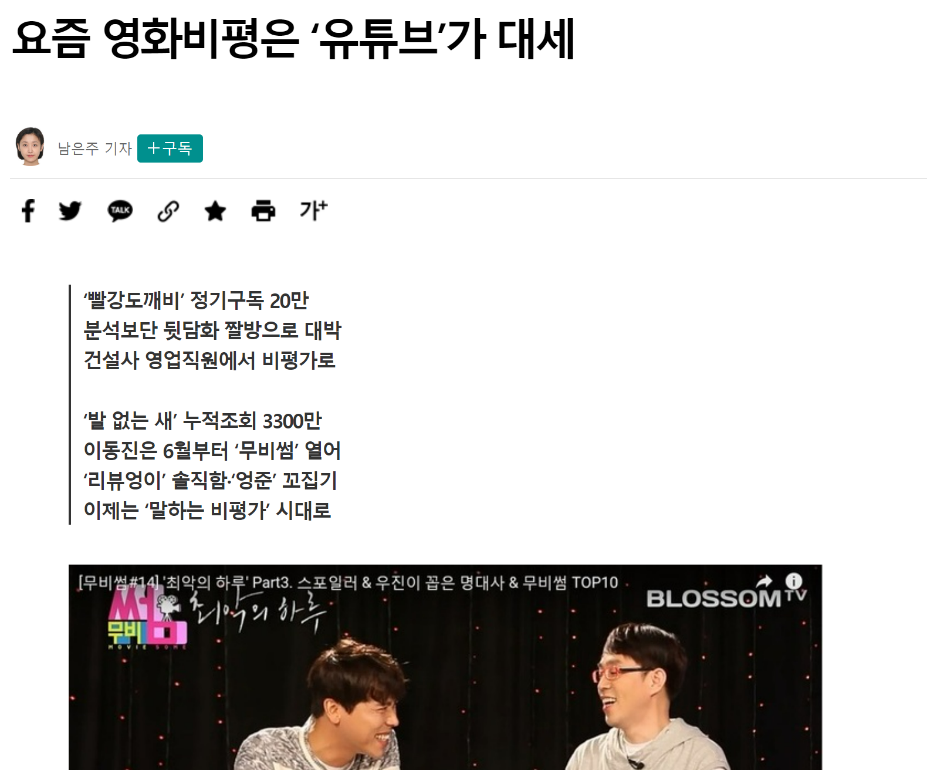 요즘 영화비평은 ‘유튜브’가 대세
남은주 기자 +구독
TALK 가+
‘빨강도깨비’ 정기구독 20만
분석보단 뒷담화 짤방으로 대박
건설사 영업직원에서 비평가로
‘발 없는 새’ 누적조회 3300만
이동진은 6월부터 ‘무비썸’ 열어
‘리뷰엉이’ 솔직함·‘엉준’ 꼬집기
이제는 ‘말하는 비평가’ 시대로
[무비썸#14] '최악의 하루' Part3. 스포일러 & 우진이 꼽은 명대사 & 무비썸 TOP10
썸 최악의 하루 BLOSSOM TV
무비
MOVIE SOME